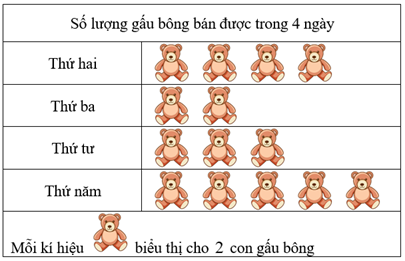 Số lượng gấu bông bán được trong 4 ngày
Thứ hai
Thứ ba
Thứ tư
Thứ năm
Mỗi kí hiệu biểu thị cho 2 con gấu bông